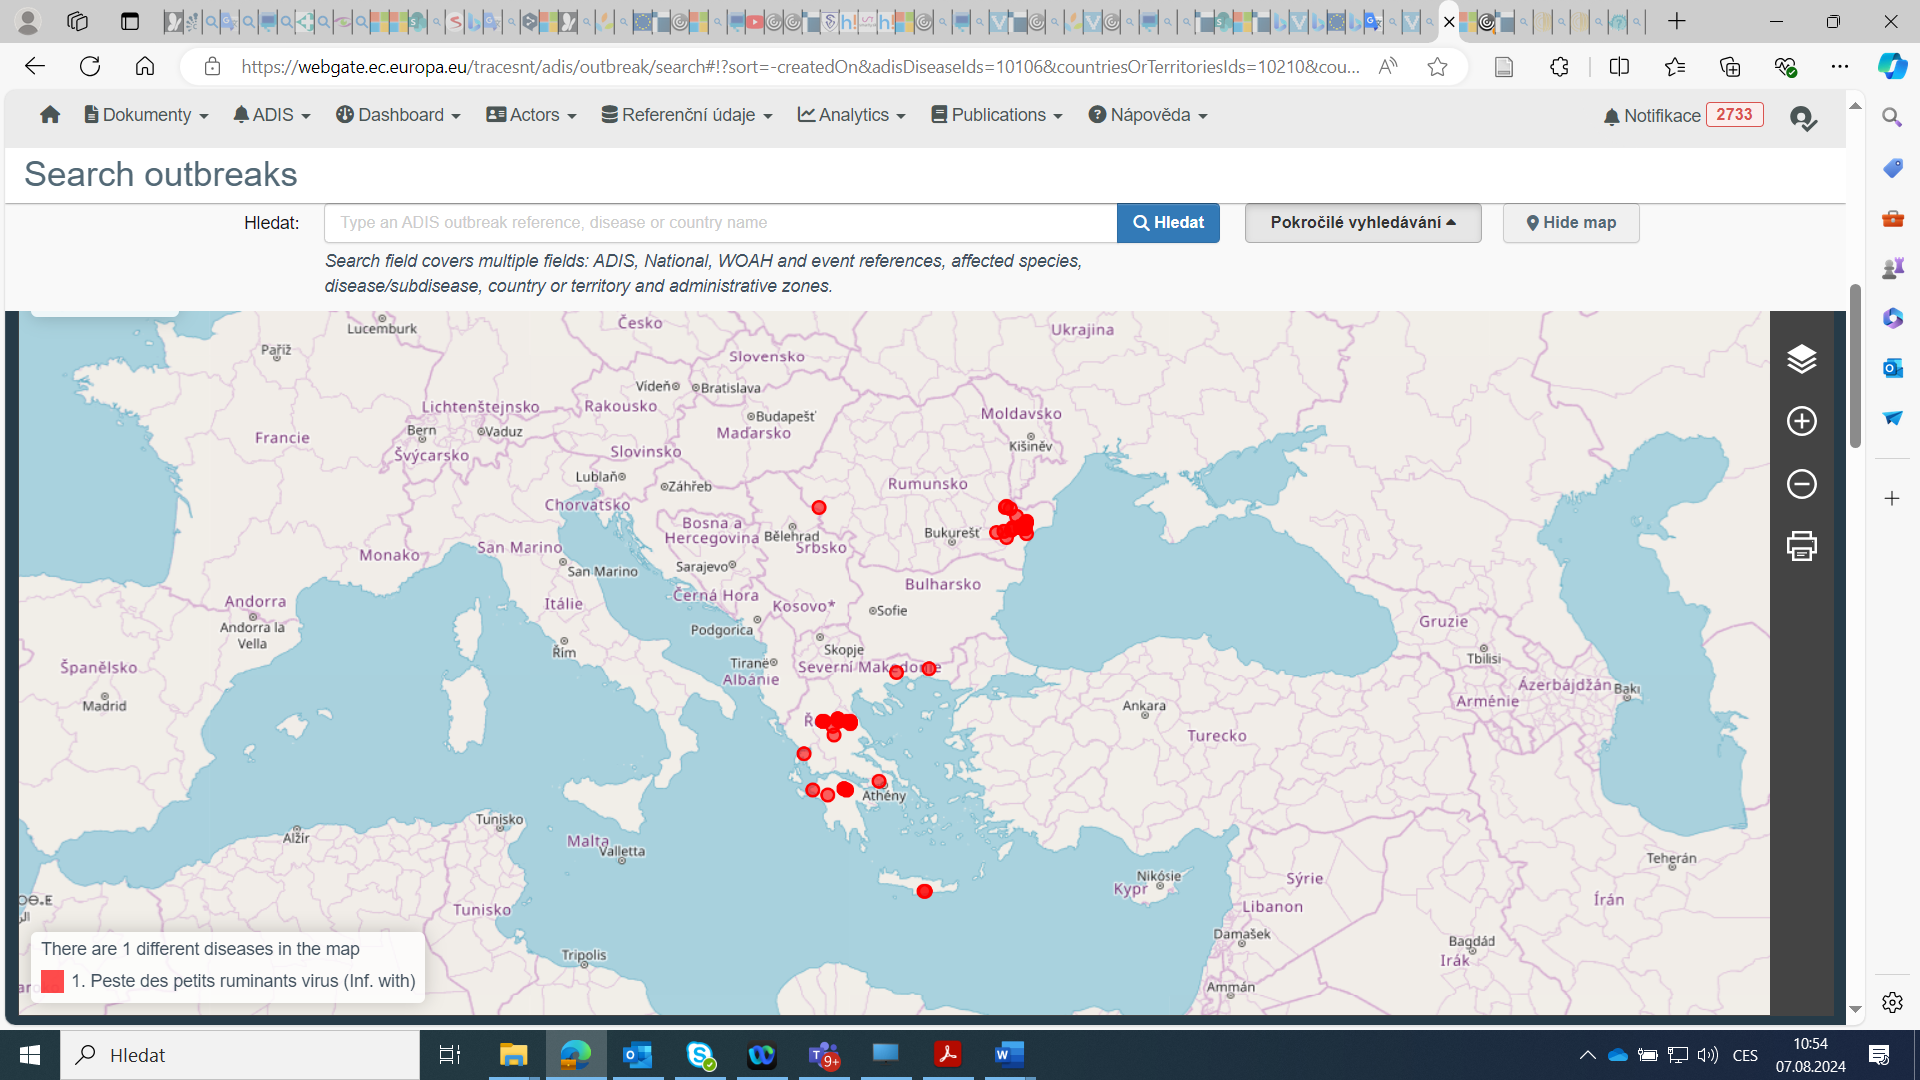 https://webgate.ec.europa.eu/tracesnt/adis/outbreak/search#!?sort=-createdOn&adisDiseaseIds=10106&countriesOrTerritoriesIds=10210&cou...
Dokumenty
ADIS
Dashboard
Actors
Referenční údaje
Analytics
Publications
Nápověda
Notifikace 2733
Search outbreaks
Hledat:
Type an ADIS outbreak reference, disease or country name
Hledat
Pokročilé vyhledávání
Hide map
Search field covers multiple fields: ADIS, National, WOAH and event references, affected species,
disease/subdisease, country or territory and administrative zones.
Lucemburk
Česko
Ukrajina
Paříž
Slovensko
Vídeň
Bratislava
Lichtenštejnsko
Rakousko
Budapešť
Moldavsko
Bern
Vaduz
Maďarsko
Francie
Kišiněv
Švýcarsko
Slovinsko
Lublaň
Záhřeb
Rumunsko
Chorvatsko
Bosna a
Hercegovina
Bělehrad
Bukurešť
Srbsko
Monako
San Marino
San Marino
Sarajevo
Bulharsko
Andorra
Itálie
Černá Hora
Kosovo*
Sofie
Andorra la
Vella
Podgorica
Gruzie
Řím
Skopje
Tbilisi
Španělsko
Tirané
Severní Makedonie
Albánie
Ázerbájdžán
Baki
Madrid
Arménie
Ankara
Ř
Turecko
Athény
Tunisko
Alžír
Malta
Valletta
Teherán
Nikósie
Kypr
Sýrie
Írán
Tunisko
Libanon
Damašek
Bagdád
Irák
Tripolis
Ammán
There are 1 different diseases in the map
1. Peste des petits ruminants virus (Inf. with)
Hledat
9+
CES
10:54
07.08.2024